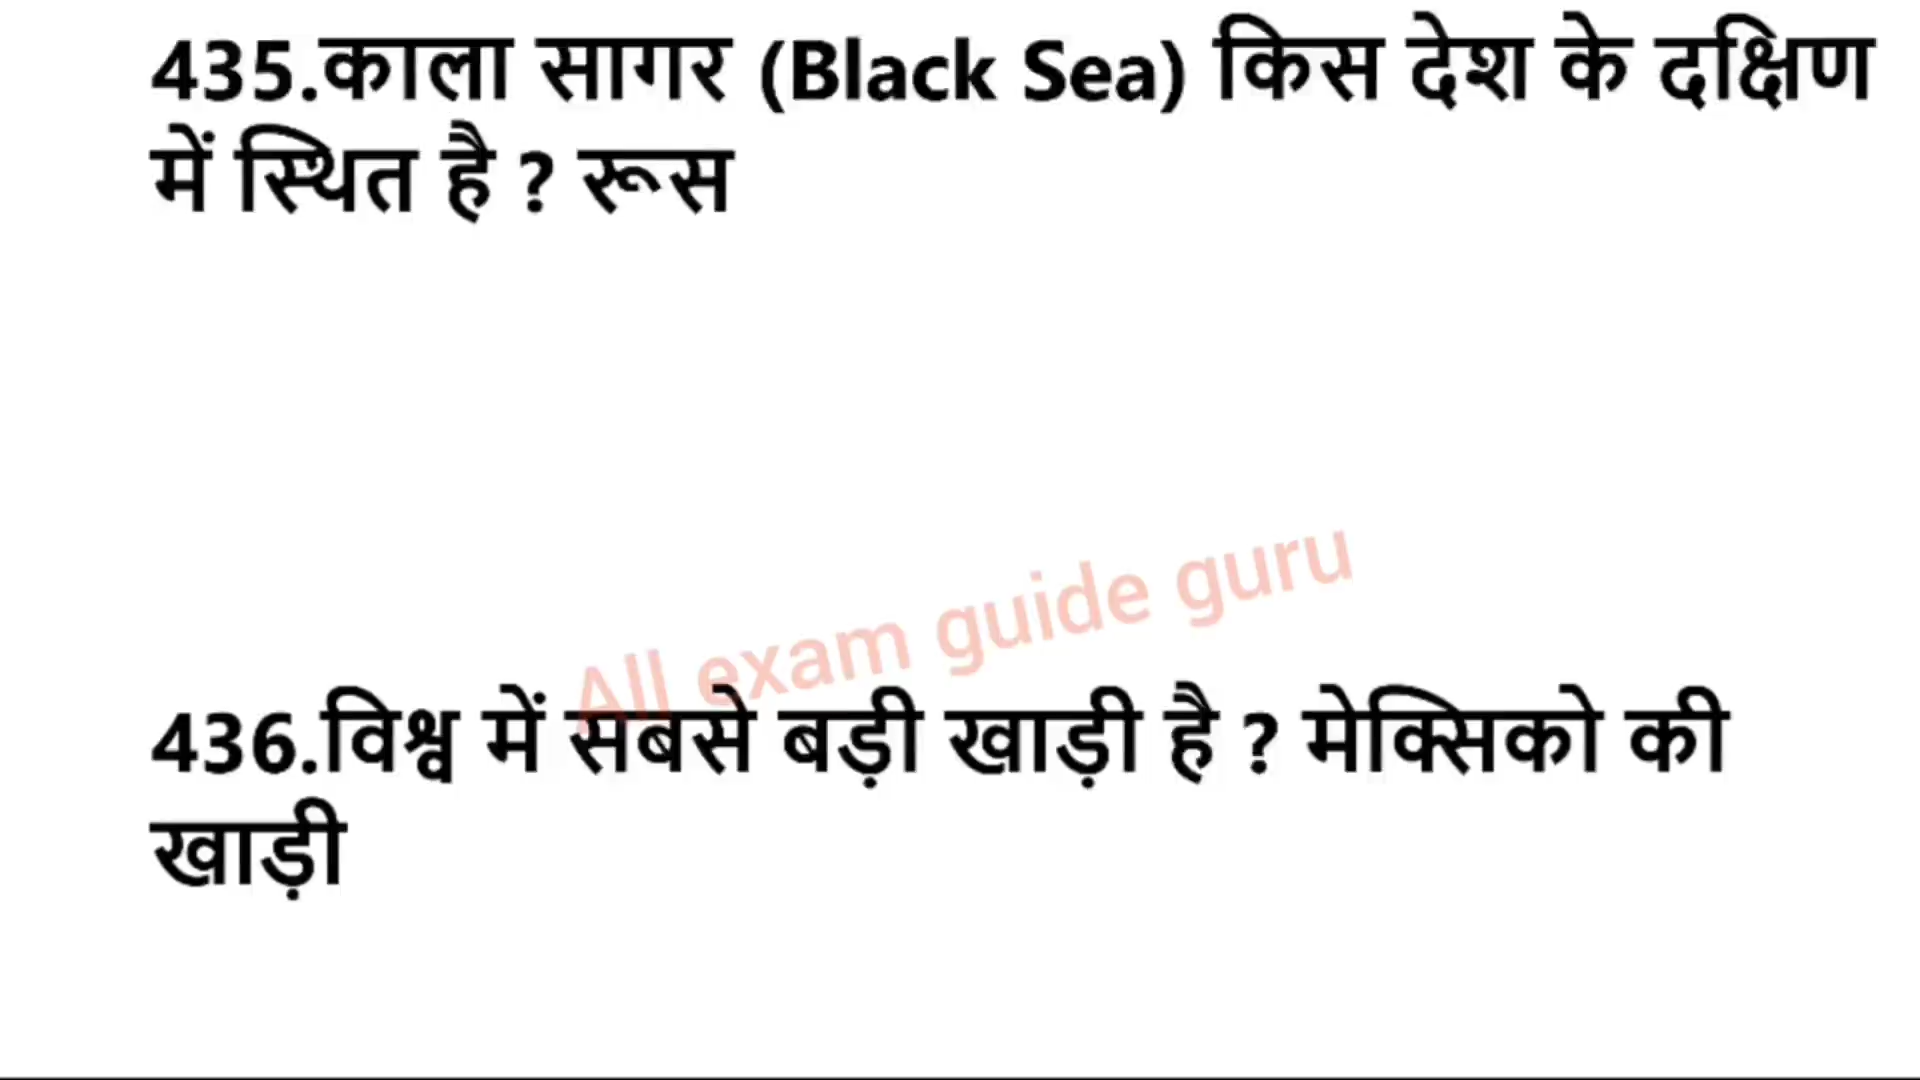 435.काला सागर (Black Sea) किस देश के दक्षिण
में स्थित है ? रूस
All exam guide guru
436.विश्व में सबसे बड़ी खाड़ी है ? मेक्सिको की
खाड़ी